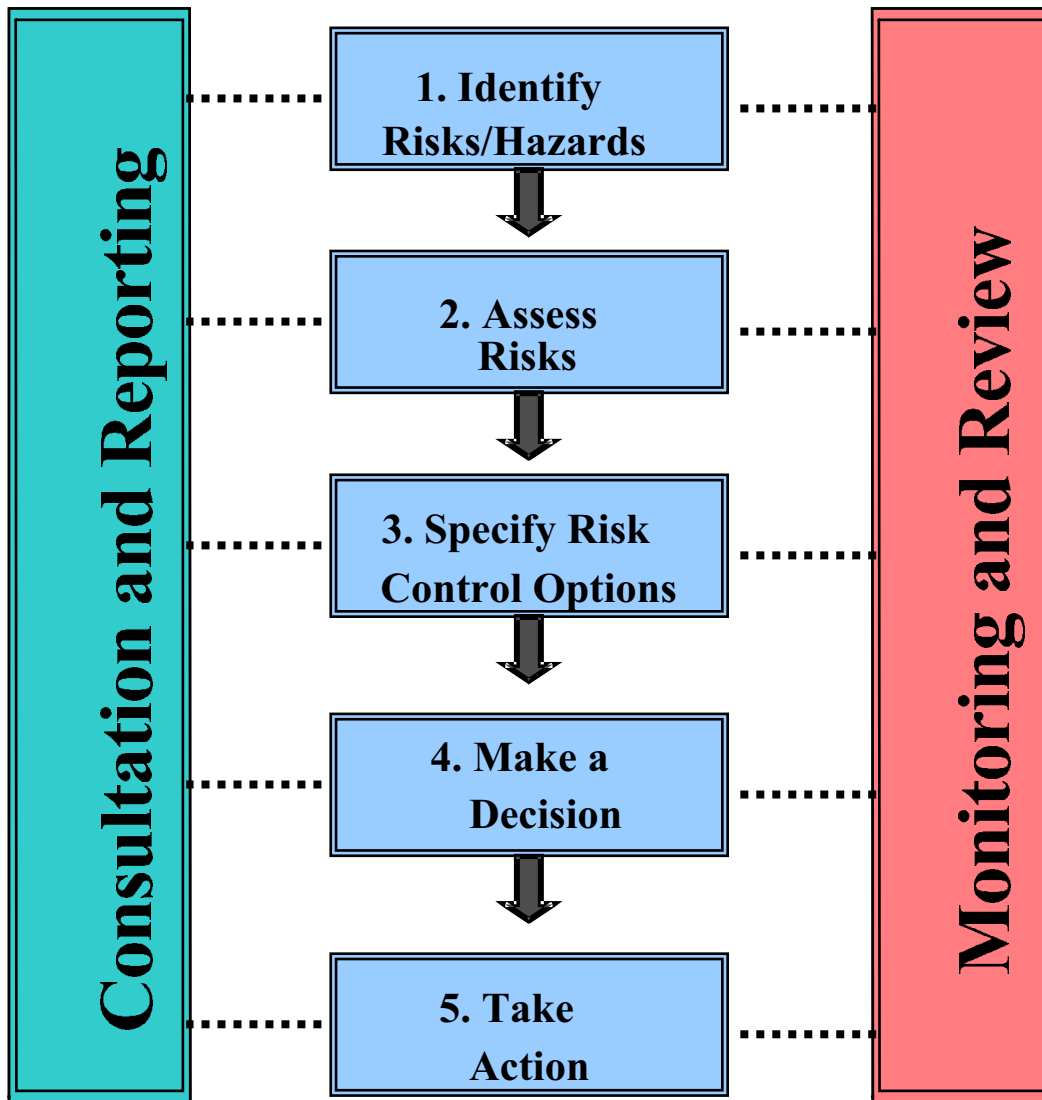 Consultation and Reporting
1. Identify
Risks/Hazards
2. Assess
Risks
3. Specify Risk
Control Options
4. Make a
Decision
5. Take
Action
Monitoring and Review